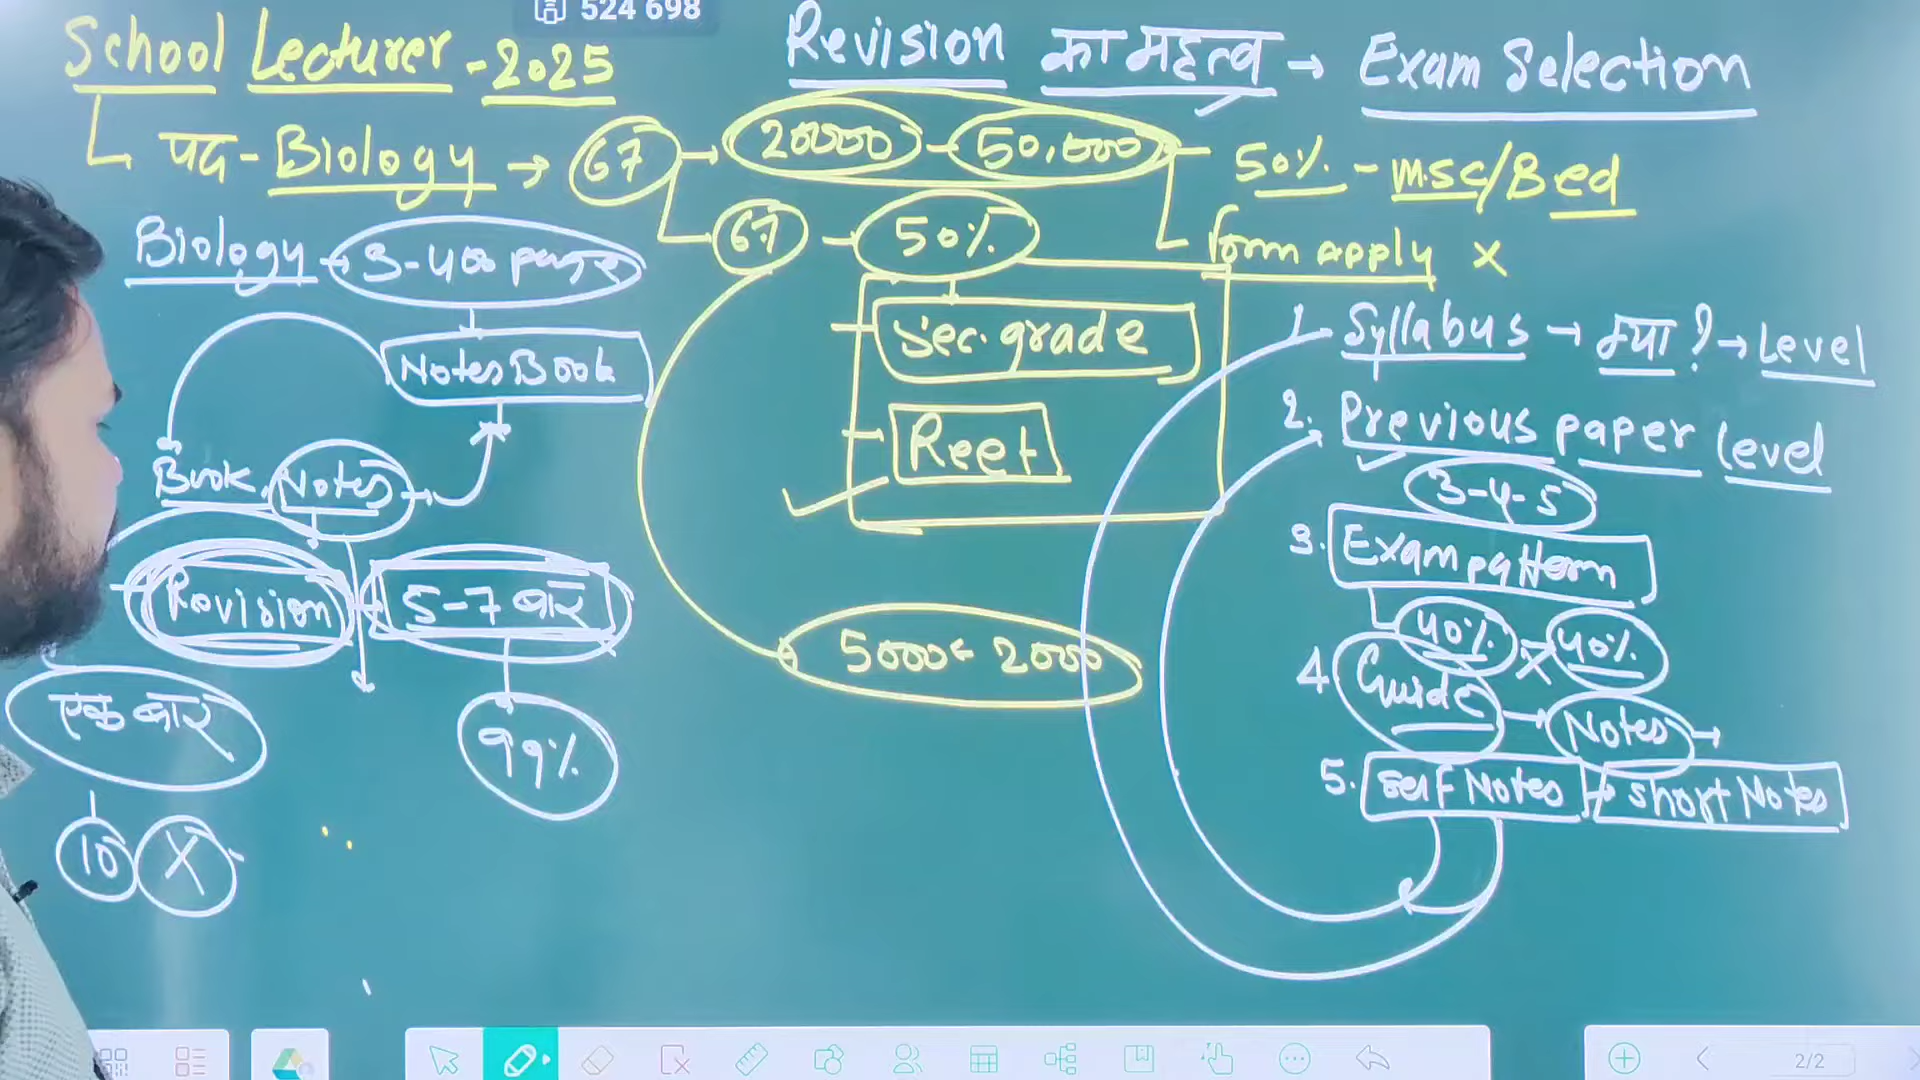 524 698
School Lecturer - 2025
Revision का महत्व → Exam Selection
पद - Biology → 67 → 20000 - 50,000 - 50% - M.sc/B ed
67 - 50%
form apply ×
Biology → 3-400 page
Notes Book
Sec. grade
Reet
1. Syllabus → क्या ? → Level
2. Previous paper level
3-4-5
Book, Notes →
3. Exam pattern
40% × 40%
Revision → 5-7 बार
99%
एक बार
10 X
5000 - 2000
4. Guide → Notes →
5. self Notes → short Notes
2/2